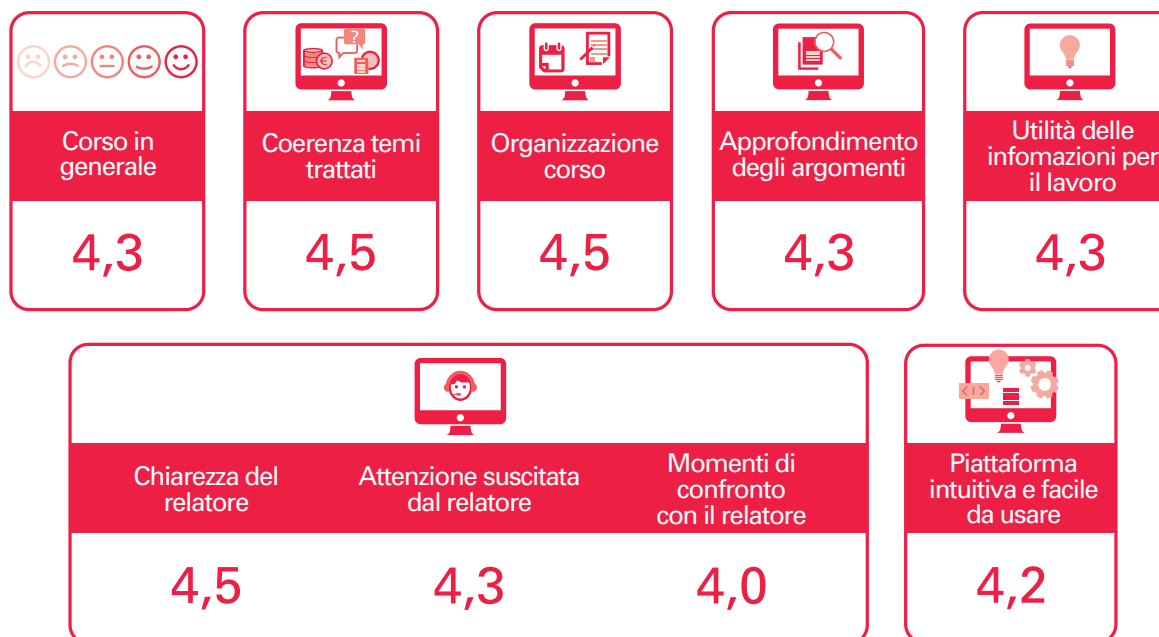 ?
€
Corso in
generale
4,3
Coerenza temi
trattati
4,5
Organizzazione
corso
4,5
Approfondimento
degli argomenti
4,3
Utilità delle
infomazioni per
il lavoro
4,3
Chiarezza del
relatore
4,5
Attenzione suscitata
dal relatore
4,3
Momenti di
confronto
con il relatore
4,0
< | >
Piattaforma
intuitiva e facile
da usare
4,2